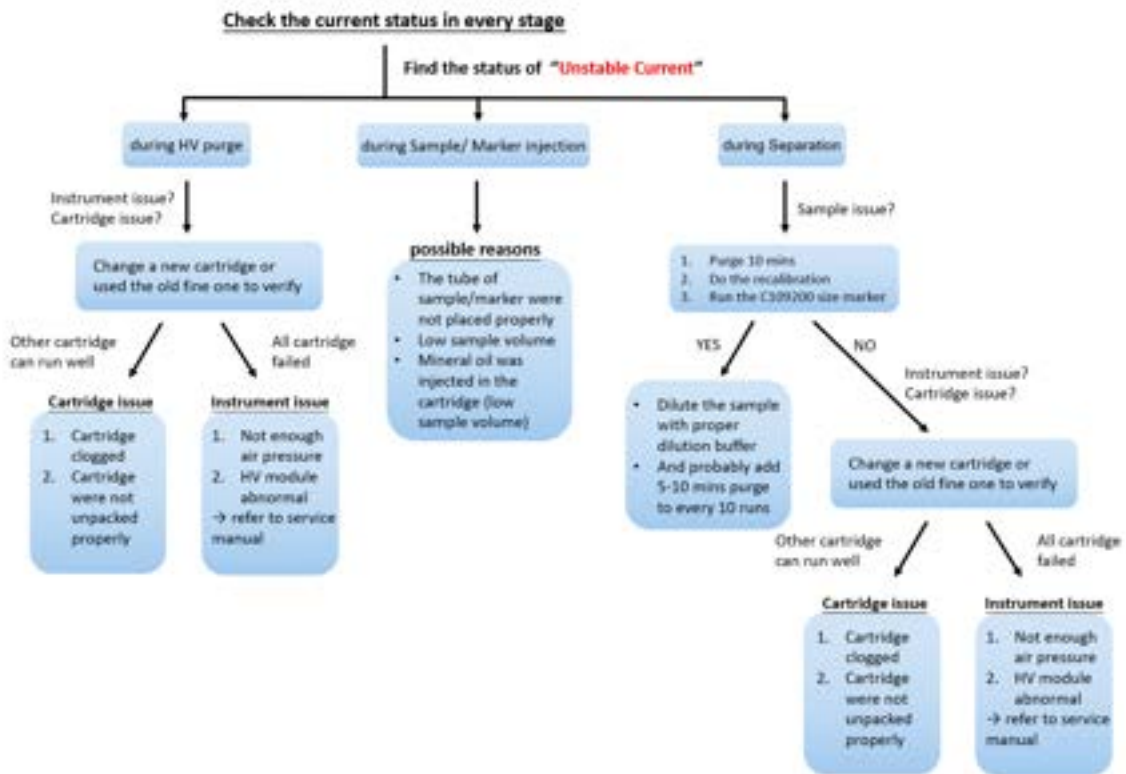 Check the current status in every stage
Find the status of "Unstable Current"
during HV purge
during Sample/ Marker injection
during Separation
Instrument issue?
Cartridge issue?
Change a new cartridge or
used the old fine one to verify
Other cartridge
can run well
All cartridge
failed
Cartridge issue
1. Cartridge
clogged
2. Cartridge
were not
unpacked
properly
Instrument issue
1. Not enough
air pressure
2. HV module
abnormal
→ refer to service
manual
possible reasons
• The tube of
sample/marker were
not placed properly
• Low sample volume
• Mineral oil was
injected in the
cartridge (low
sample volume)
Sample issue?
1. Purge 10 mins
2. Do the recalibration
3. Run the C109200 size marker
YES
NO
• Dilute the sample
with proper
dilution buffer
• And probably add
5-10 mins purge
to every 10 runs
Instrument issue?
Cartridge issue?
Change a new cartridge or
used the old fine one to verify
Other cartridge
can run well
All cartridge
failed
Cartridge issue
1. Cartridge
clogged
2. Cartridge
were not
unpacked
properly
Instrument issue
1. Not enough
air pressure
2. HV module
abnormal
→ refer to service
manual